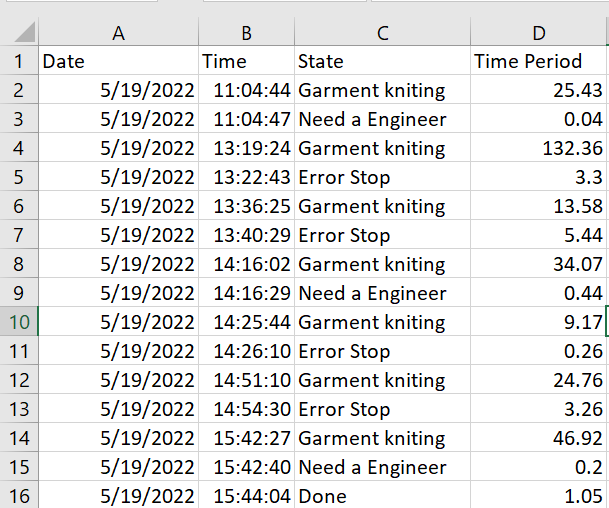 A B C D
1 Date Time State Time Period
2 5/19/2022 11:04:44 Garment kniting 25.43
3 5/19/2022 11:04:47 Need a Engineer 0.04
4 5/19/2022 13:19:24 Garment kniting 132.36
5 5/19/2022 13:22:43 Error Stop 3.3
6 5/19/2022 13:36:25 Garment kniting 13.58
7 5/19/2022 13:40:29 Error Stop 5.44
8 5/19/2022 14:16:02 Garment kniting 34.07
9 5/19/2022 14:16:29 Need a Engineer 0.44
10 5/19/2022 14:25:44 Garment kniting 9.17
11 5/19/2022 14:26:10 Error Stop 0.26
12 5/19/2022 14:51:10 Garment kniting 24.76
13 5/19/2022 14:54:30 Error Stop 3.26
14 5/19/2022 15:42:27 Garment kniting 46.92
15 5/19/2022 15:42:40 Need a Engineer 0.2
16 5/19/2022 15:44:04 Done 1.05